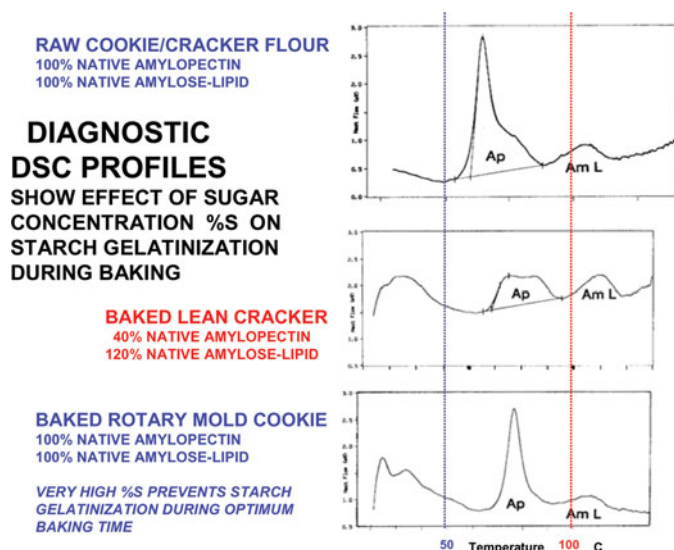 RAW COOKIE/CRACKER FLOUR
100% NATIVE AMYLOPECTIN
100% NATIVE AMYLOSE-LIPID
DIAGNOSTIC
DSC PROFILES
SHOW EFFECT OF SUGAR
CONCENTRATION %S ON
STARCH GELATINIZATION
DURING BAKING
BAKED LEAN CRACKER
40% NATIVE AMYLOPECTIN
120% NATIVE AMYLOSE-LIPID
BAKED ROTARY MOLD COOKIE
100% NATIVE AMYLOPECTIN
100% NATIVE AMYLOSE-LIPID
VERY HIGH %S PREVENTS STARCH
GELATINIZATION DURING OPTIMUM
BAKING TIME
Ap
Am L
Ap
Am L
Ap
Am L
50 Temperature 100 C